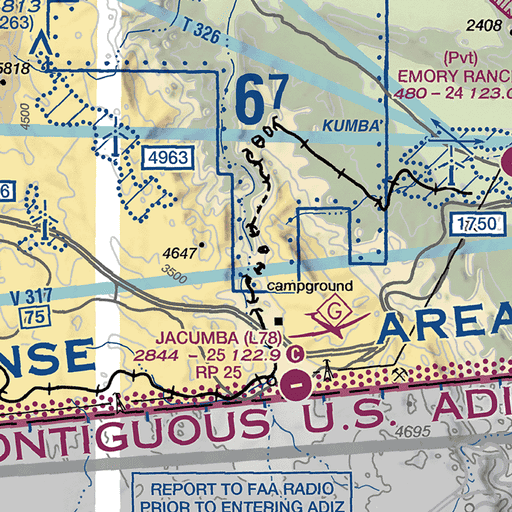 813
263)
5818
4500
T 326
6⁷
2408
(Pvt)
EMORY RANCH
480 - 24 123.0
KUMBA
4963
6
1750
4647
3500
V 317
75
campground
G
JACUMBA (L78)
2844 - 25 122.9 C
RP 25
AREA
NSE
ONTIGUOUS U.S. ADI
4695
REPORT TO FAA RADIO
PRIOR TO ENTERING ADIZ